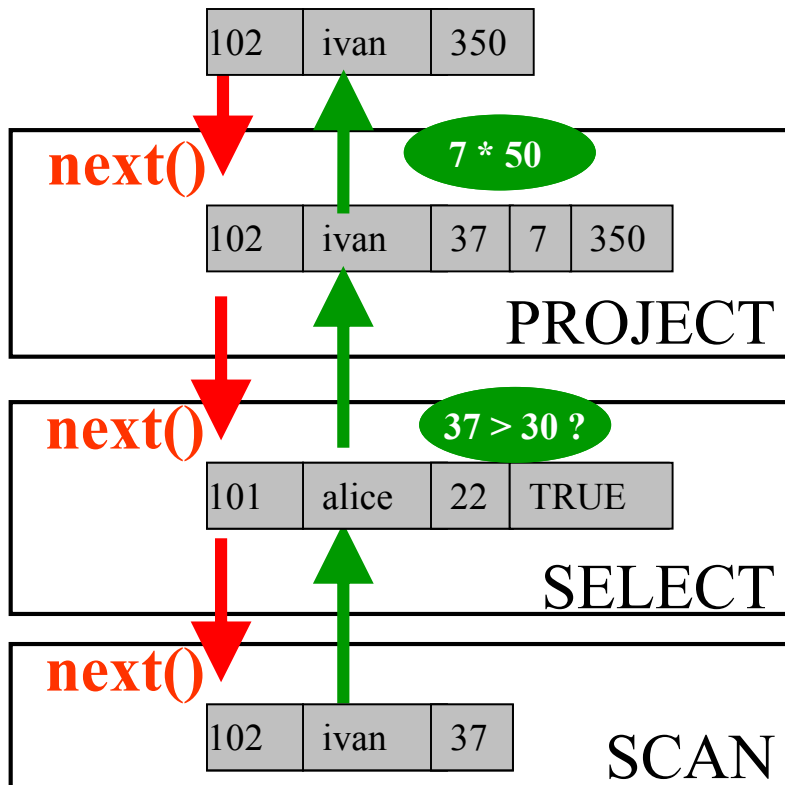 102 ivan 350
next() 7 * 50
102 ivan 37 7 350
PROJECT
next() 37 > 30 ?
101 alice 22 TRUE
SELECT
next()
102 ivan 37
SCAN